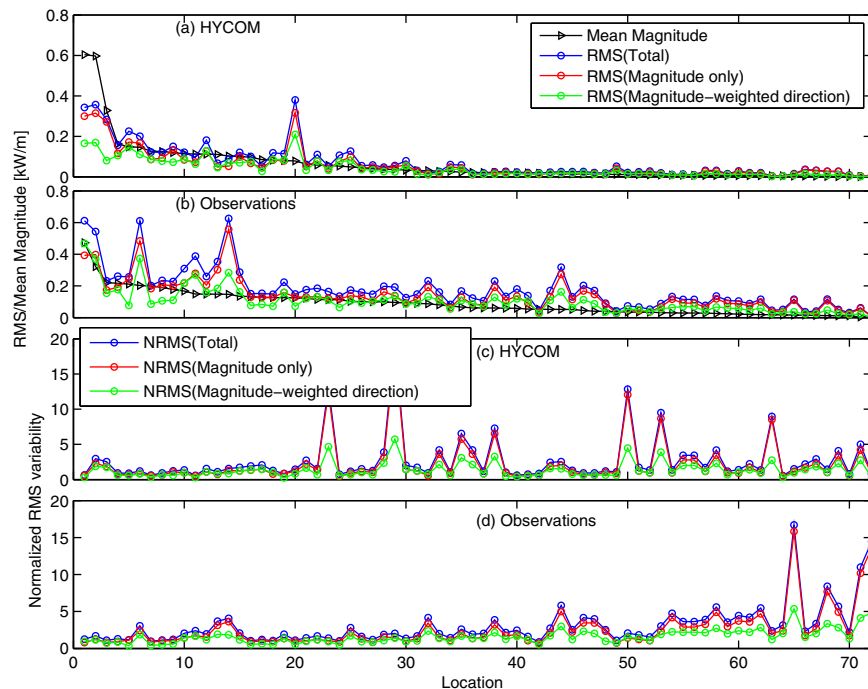 (a) HYCOM
Mean Magnitude
RMS(Total)
RMS(Magnitude only)
RMS(Magnitude−weighted direction)
0.8
0.6
0.4
0.2
0
(b) Observations
0.8
0.6
0.4
0.2
0
RMS/Mean Magnitude [kW/m]
(c) HYCOM
NRMS(Total)
NRMS(Magnitude only)
NRMS(Magnitude−weighted direction)
20
15
10
5
0
(d) Observations
20
15
10
5
0
Normalized RMS variability
0 10 20 30 40 50 60 70
Location